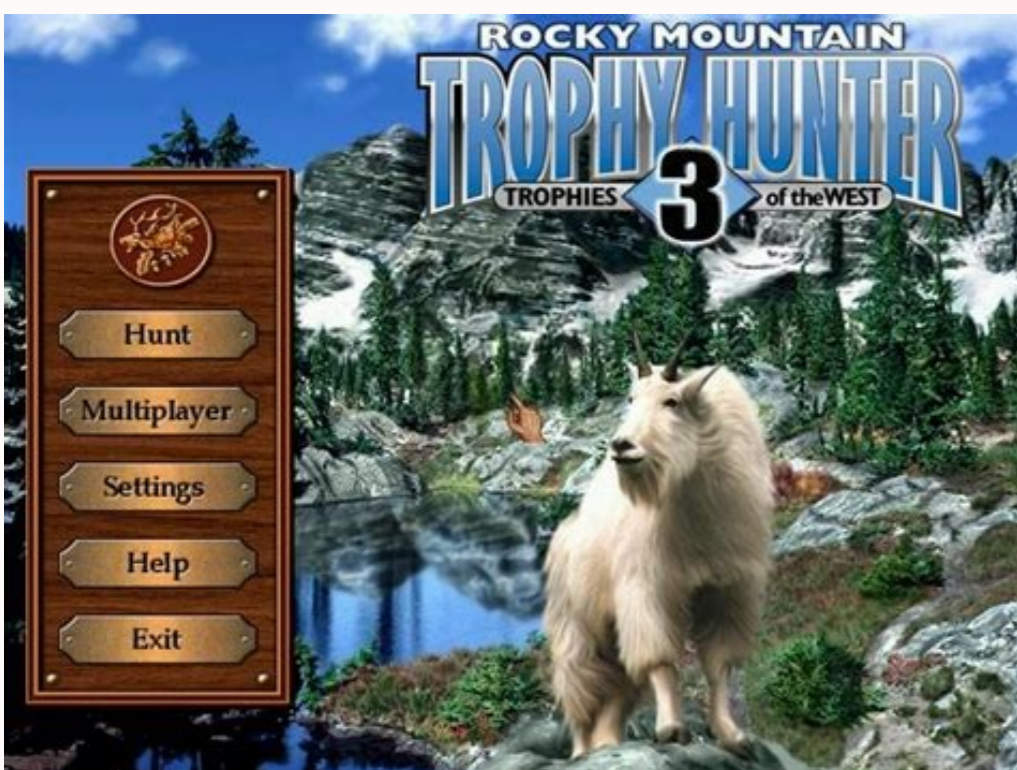 ROCKY MOUNTAIN
TROPHY HUNTER
3
TROPHIES of the WEST
Hunt
Multiplayer
Settings
Help
Exit